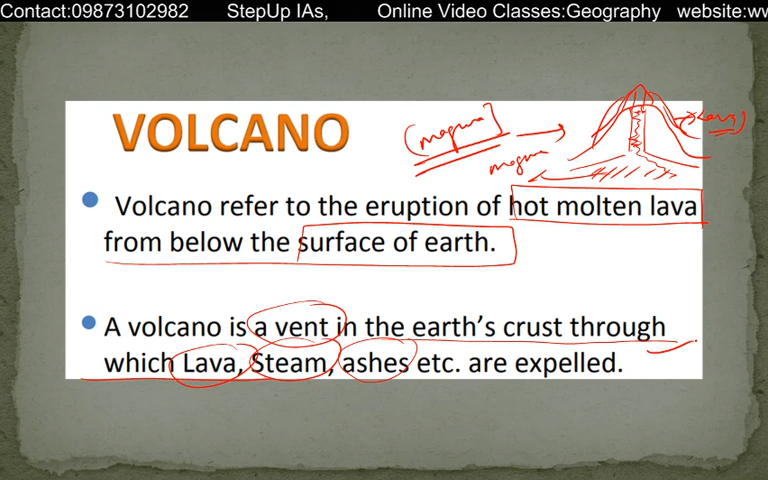 Contact:09873102982 StepUp IAs, Online Video Classes:Geography website:ww
VOLCANO
(magma)
magma
Lava)
Volcano refer to the eruption of hot molten lava
from below the surface of earth.
A volcano is a vent in the earth's crust through
which Lava, Steam, ashes etc. are expelled.